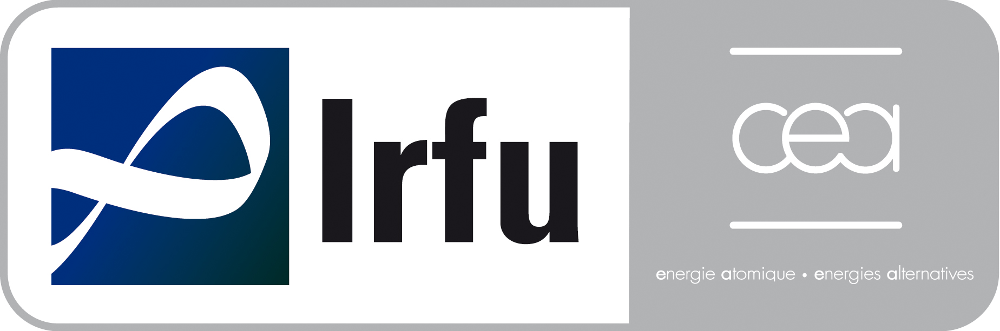 Irfu
cea
energie atomique • energies alternatives